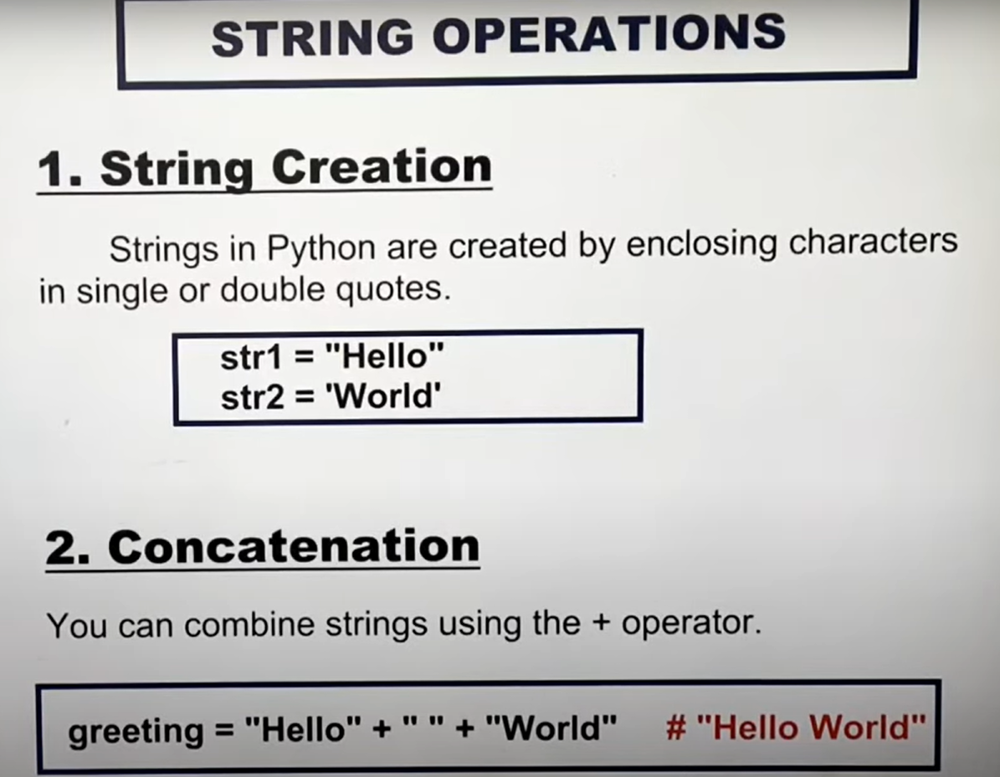 STRING OPERATIONS
1. String Creation
Strings in Python are created by enclosing characters
in single or double quotes.
str1 = "Hello"
str2 = 'World'
2. Concatenation
You can combine strings using the + operator.
greeting = "Hello" + " " + "World" # "Hello World"